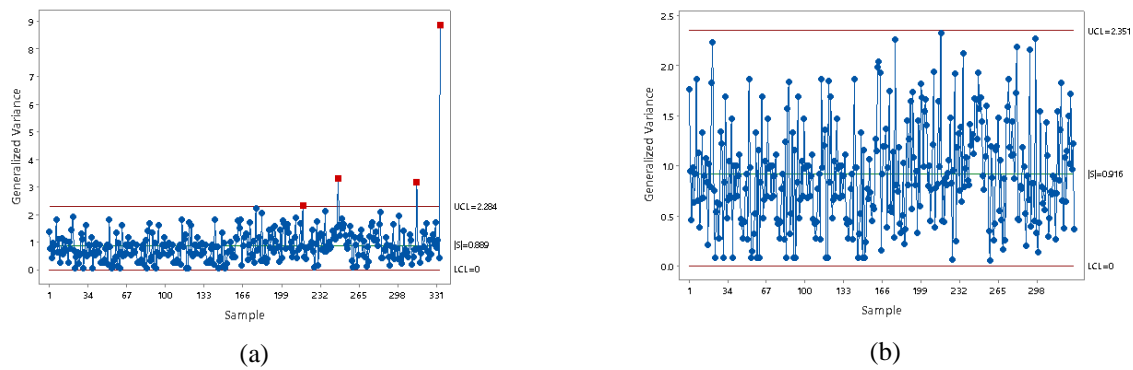 9
8
7
6
5
4
3
2
1
0
Generalized Variance
UCL=2.284
|S|=0.889
LCL=0
1 34 67 100 133 166 199 232 265 298 331
Sample
(a)
2.5
2.0
1.5
1.0
0.5
0.0
Generalized Variance
UCL=2.351
|S|=0.916
LCL=0
1 34 67 100 133 166 199 232 265 298
Sample
(b)